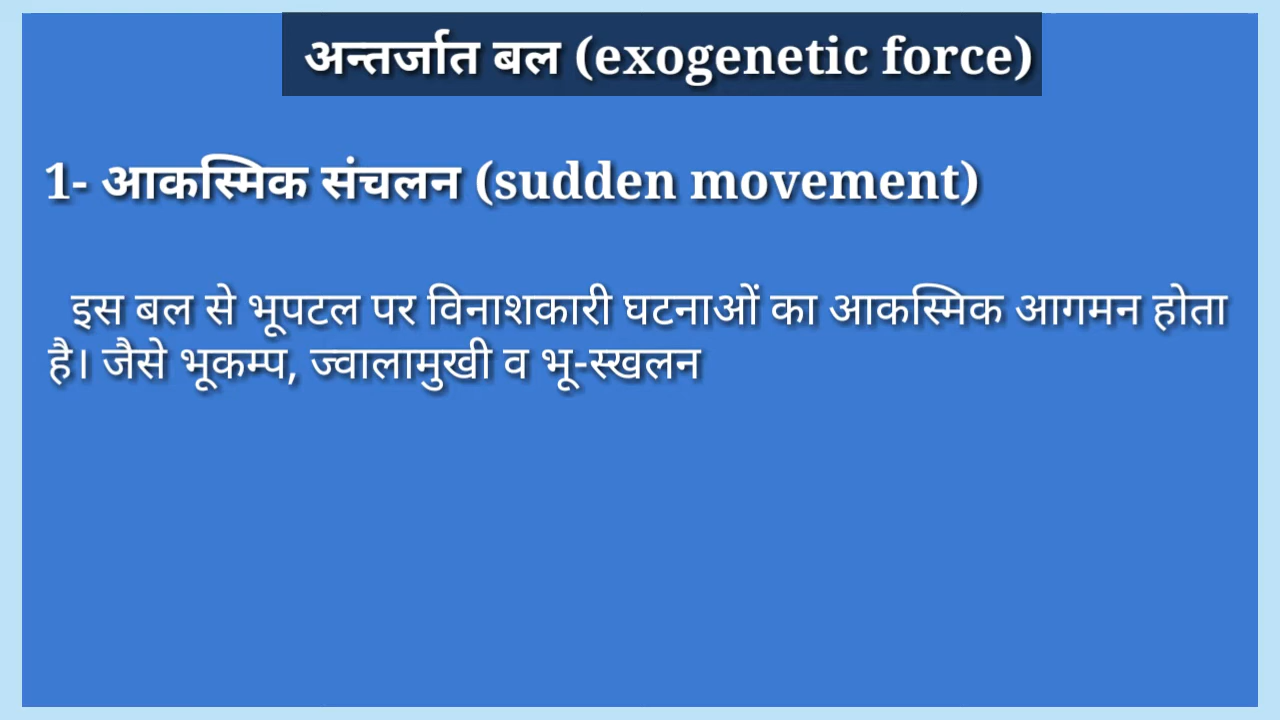 अन्तर्जात बल (exogenetic force)
1- आकस्मिक संचलन (sudden movement)
इस बल से भूपटल पर विनाशकारी घटनाओं का आकस्मिक आगमन होता
है। जैसे भूकम्प, ज्वालामुखी व भू-स्खलन